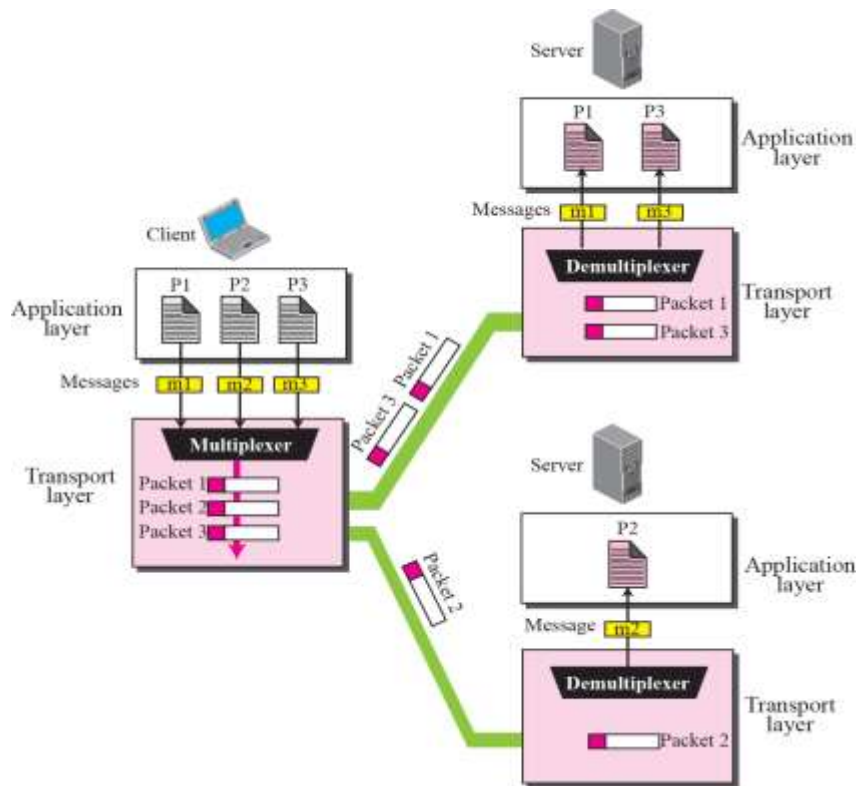 Server
P1 P3
Application
layer
Messages
m1 m3
Demultiplexer
Packet 1
Packet 3
Transport
layer
Client
P1 P2 P3
Application
layer
Messages
m1 m2 m3
Multiplexer
Transport
layer
Packet 1
Packet 2
Packet 3
Packet 1
Packet 3
Packet 2
Server
P2
Application
layer
Message
m2
Demultiplexer
Packet 2
Transport
layer